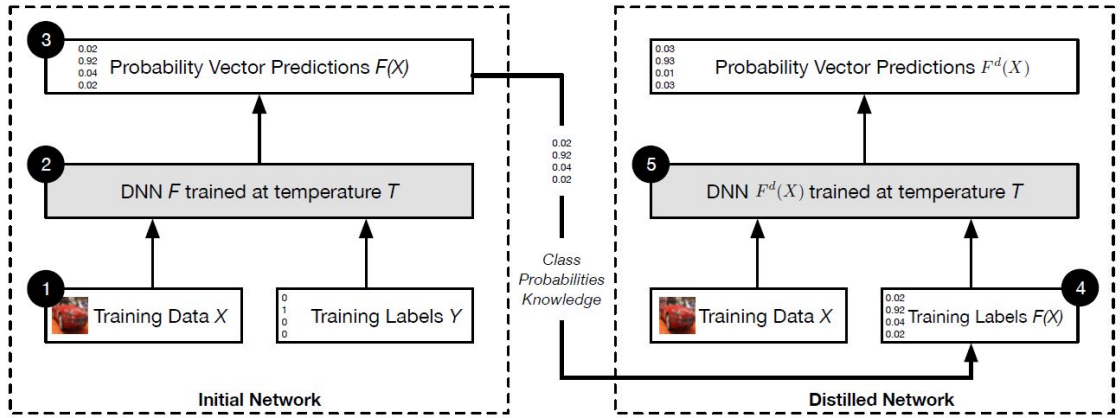 3
0.02
0.92
0.04
0.02
Probability Vector Predictions F(X)
2
DNN F trained at temperature T
1
Training Data X
0
1
0
0
Training Labels Y
Initial Network
0.02
0.92
0.04
0.02
Class
Probabilities
Knowledge
0.03
0.93
0.01
0.03
Probability Vector Predictions F^d(X)
5
DNN F^d(X) trained at temperature T
Training Data X
4
0.02
0.92
0.04
0.02
Training Labels F(X)
Distilled Network